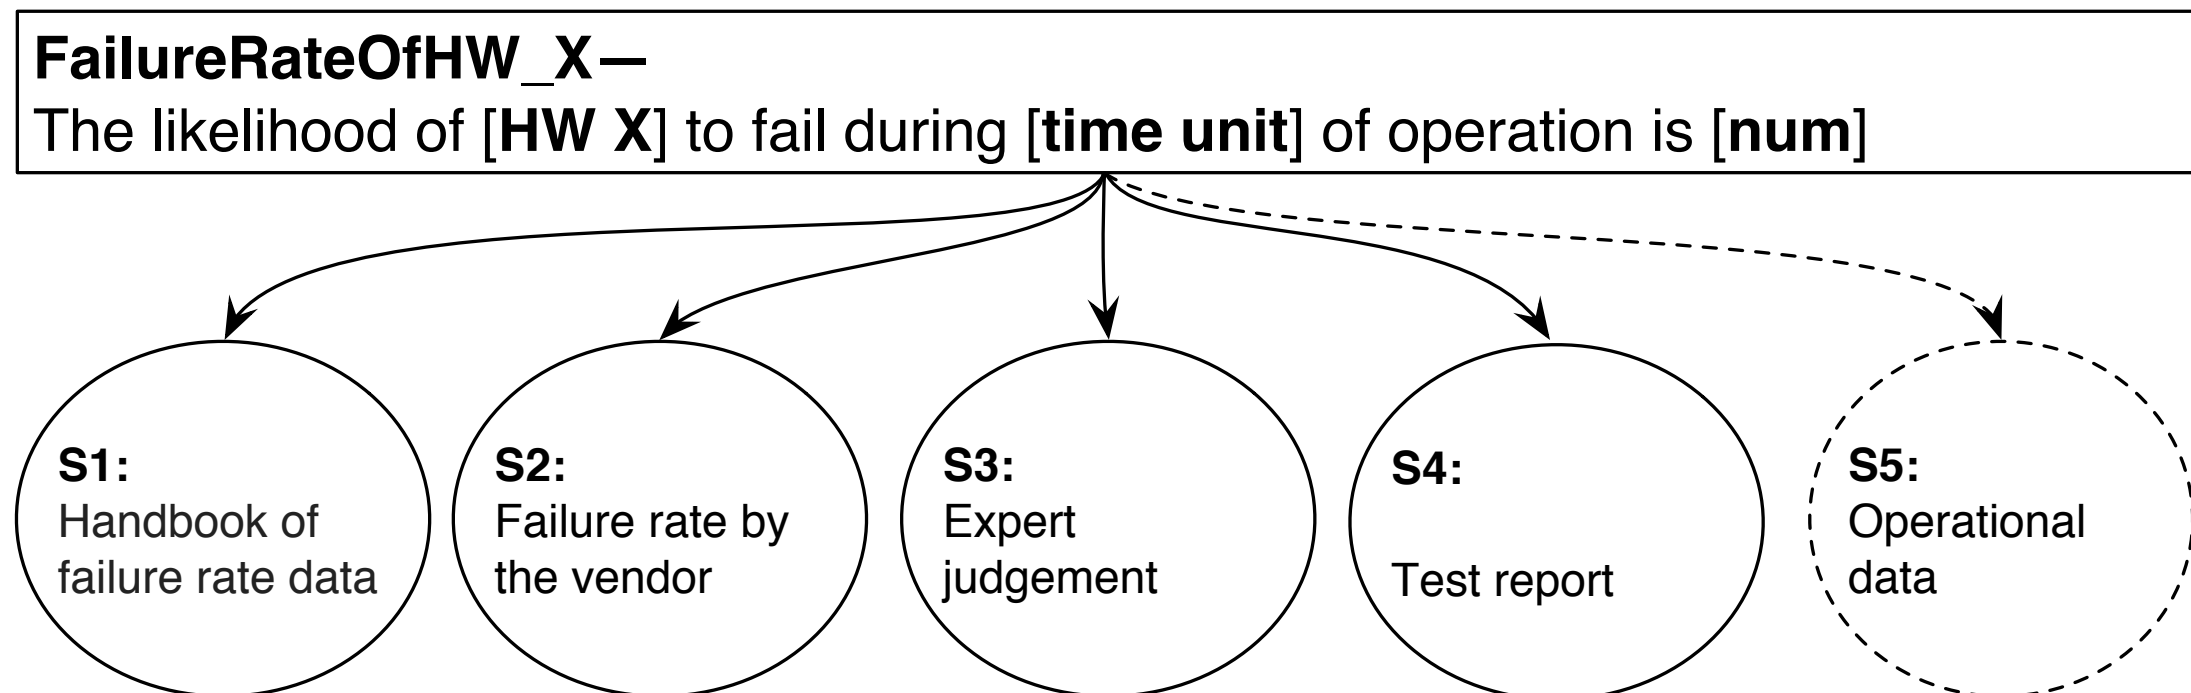 FailureRateOfHW_X—
The likelihood of [HW X] to fail during [time unit] of operation is [num]
S1:
Handbook of
failure rate data
S2:
Failure rate by
the vendor
S3:
Expert
judgement
S4:
Test report
S5:
Operational
data